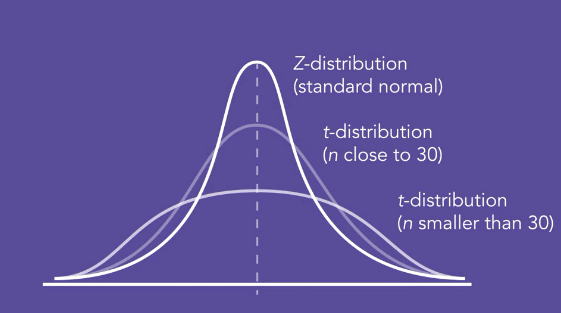 Z-distribution
(standard normal)
t-distribution
(n close to 30)
t-distribution
(n smaller than 30)